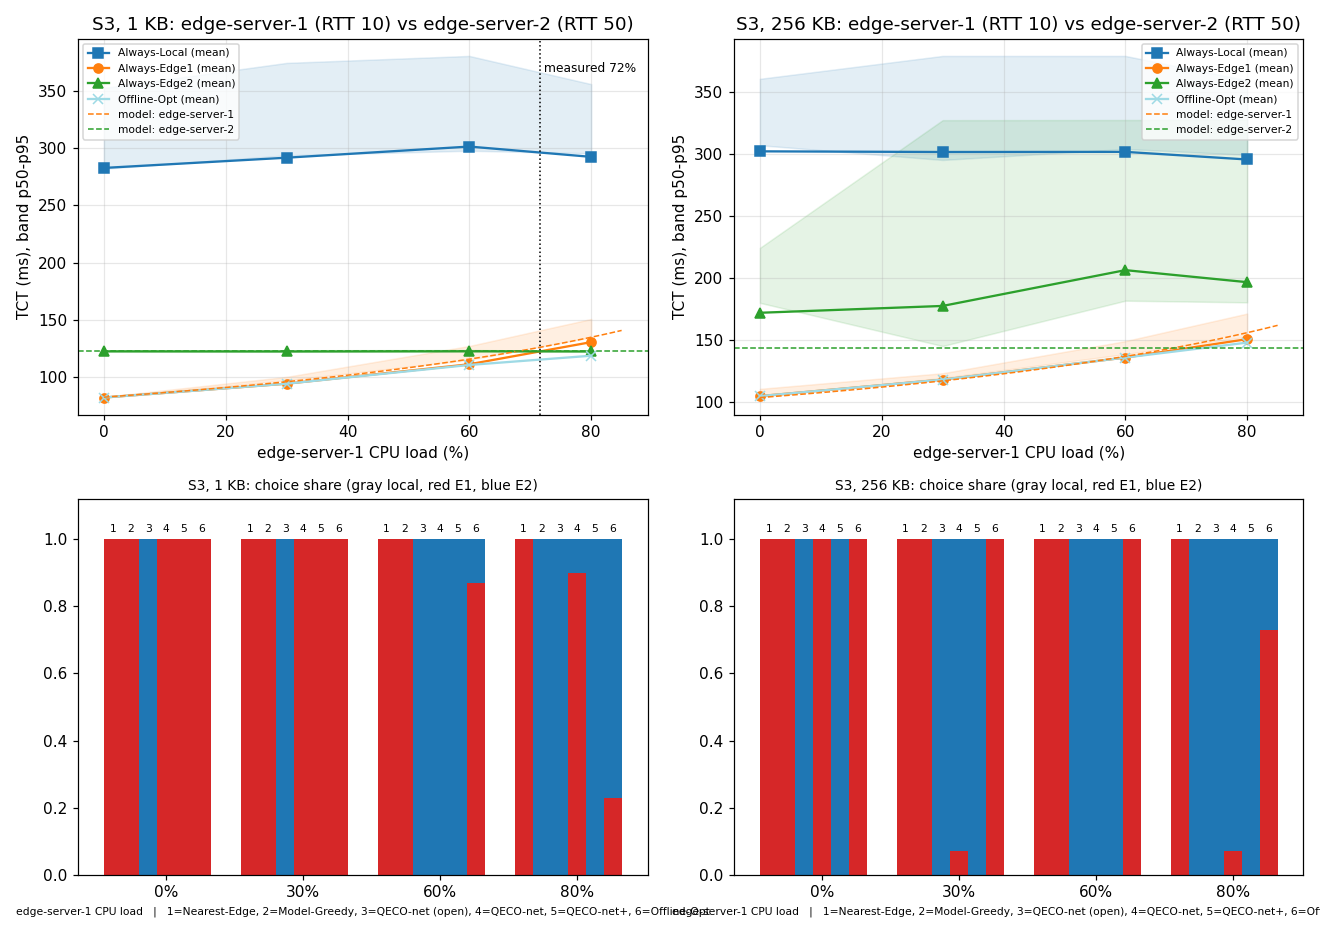 S3, 1 KB: edge-server-1 (RTT 10) vs edge-server-2 (RTT 50)
TCT (ms), band p50-p95
350
300
250
200
150
100
Always-Local (mean)
Always-Edge1 (mean)
Always-Edge2 (mean)
Offline-Opt (mean)
model: edge-server-1
model: edge-server-2
measured 72%
0 20 40 60 80
edge-server-1 CPU load (%)
S3, 256 KB: edge-server-1 (RTT 10) vs edge-server-2 (RTT 50)
TCT (ms), band p50-p95
350
300
250
200
150
100
Always-Local (mean)
Always-Edge1 (mean)
Always-Edge2 (mean)
Offline-Opt (mean)
model: edge-server-1
model: edge-server-2
0 20 40 60 80
edge-server-1 CPU load (%)
S3, 1 KB: choice share (gray local, red E1, blue E2)
1 2 3 4 5 6 1 2 3 4 5 6 1 2 3 4 5 6 1 2 3 4 5 6
1.0
0.8
0.6
0.4
0.2
0.0
0% 30% 60% 80%
edge-server-1 CPU load | 1=Nearest-Edge, 2=Model-Greedy, 3=QECO-net (open), 4=QECO-net, 5=QECO-net+, 6=Offline-Opt
S3, 256 KB: choice share (gray local, red E1, blue E2)
1 2 3 4 5 6 1 2 3 4 5 6 1 2 3 4 5 6 1 2 3 4 5 6
1.0
0.8
0.6
0.4
0.2
0.0
0% 30% 60% 80%
edge-server-1 CPU load | 1=Nearest-Edge, 2=Model-Greedy, 3=QECO-net (open), 4=QECO-net, 5=QECO-net+, 6=Of